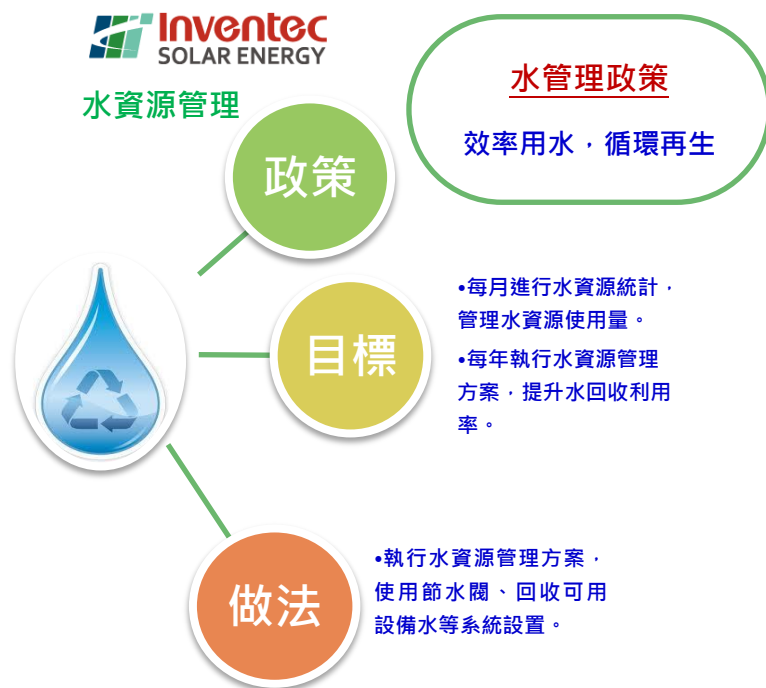 Inventec
SOLAR ENERGY
水資源管理
水管理政策
效率用水，循環再生
政策
目標
•每月進行水資源統計，
管理水資源使用量。
•每年執行水資源管理
方案，提升水回收利用
率。
做法
•執行水資源管理方案，
使用節水閥、回收可用
設備水等系統設置。